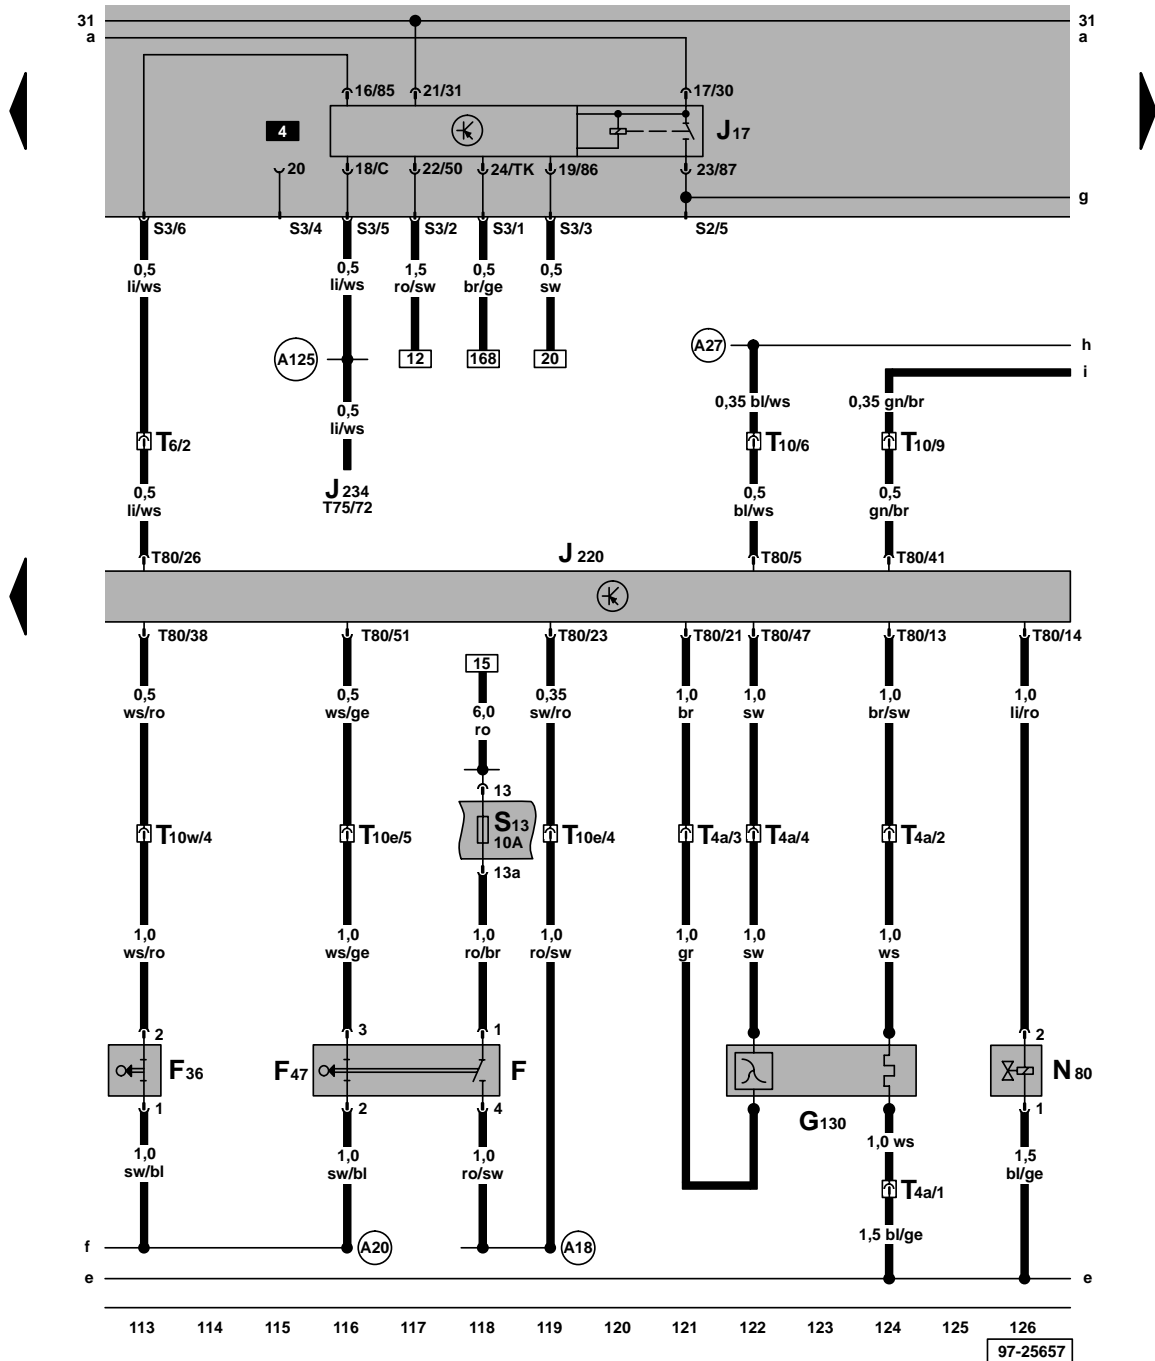 31 31
a a
16/85 21/31 17/30
4 J17
20 18/C 22/50 24/TK 19/86 23/87
g
S3/6 S3/4 S3/5 S3/2 S3/1 S3/3 S2/5
0,5 0,5 1,5 0,5 0,5
li/ws li/ws ro/sw br/ge sw
A27 h
A125 12 168 20
i
0,5 0,35 bl/ws 0,35 gn/br
li/ws
T6/2 T10/6 T10/9
J 234
0,5 0,5 0,5
li/ws T75/72 bl/ws gn/br
T80/26 J 220 T80/5 T80/41
T80/38 T80/51 T80/23 T80/21 T80/47 T80/13 T80/14
15
0,5 0,5 0,35 1,0 1,0 1,0 1,0
ws/ro ws/ge 6,0 sw/ro br sw br/sw li/ro
ro
13
T10w/4 T10e/5 S13 T10e/4 T4a/3 T4a/4 T4a/2
10A
13a
1,0 1,0 1,0 1,0 1,0 1,0 1,0
ws/ro ws/ge ro/br ro/sw gr sw ws
2 3 1 2
F36 F47 F N 80
1 2 4 G130 1
1,0 1,0 1,0 1,0 ws 1,5
sw/bl sw/bl ro/sw bl/ge
T4a/1
1,5 bl/ge
f A20 A18
e e
113 114 115 116 117 118 119 120 121 122 123 124 125 126
97-25657